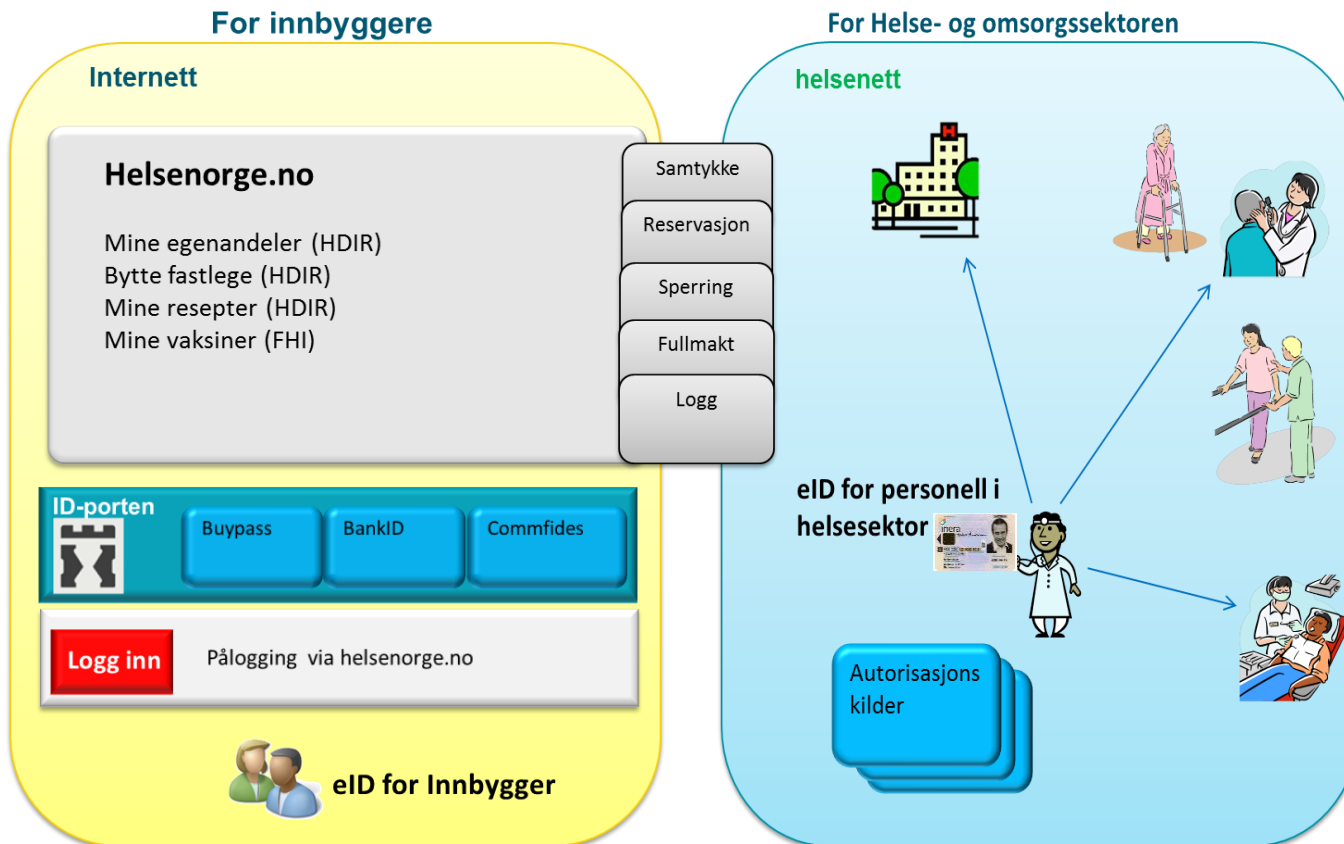 For innbyggere
Internett
Helsenorge.no
Mine egenandeler (HDIR)
Bytte fastlege (HDIR)
Mine resepter (HDIR)
Mine vaksiner (FHI)
Samtykke
Reservasjon
Sperring
Fullmakt
Logg
ID-porten
Buypass
BankID
Commfides
Logg inn
Pålogging via helsenorge.no
eID for Innbygger
For Helse- og omsorgssektoren
helsenett
H
eID for personell i
helsesektor
inera
Autorisasjons
kilder